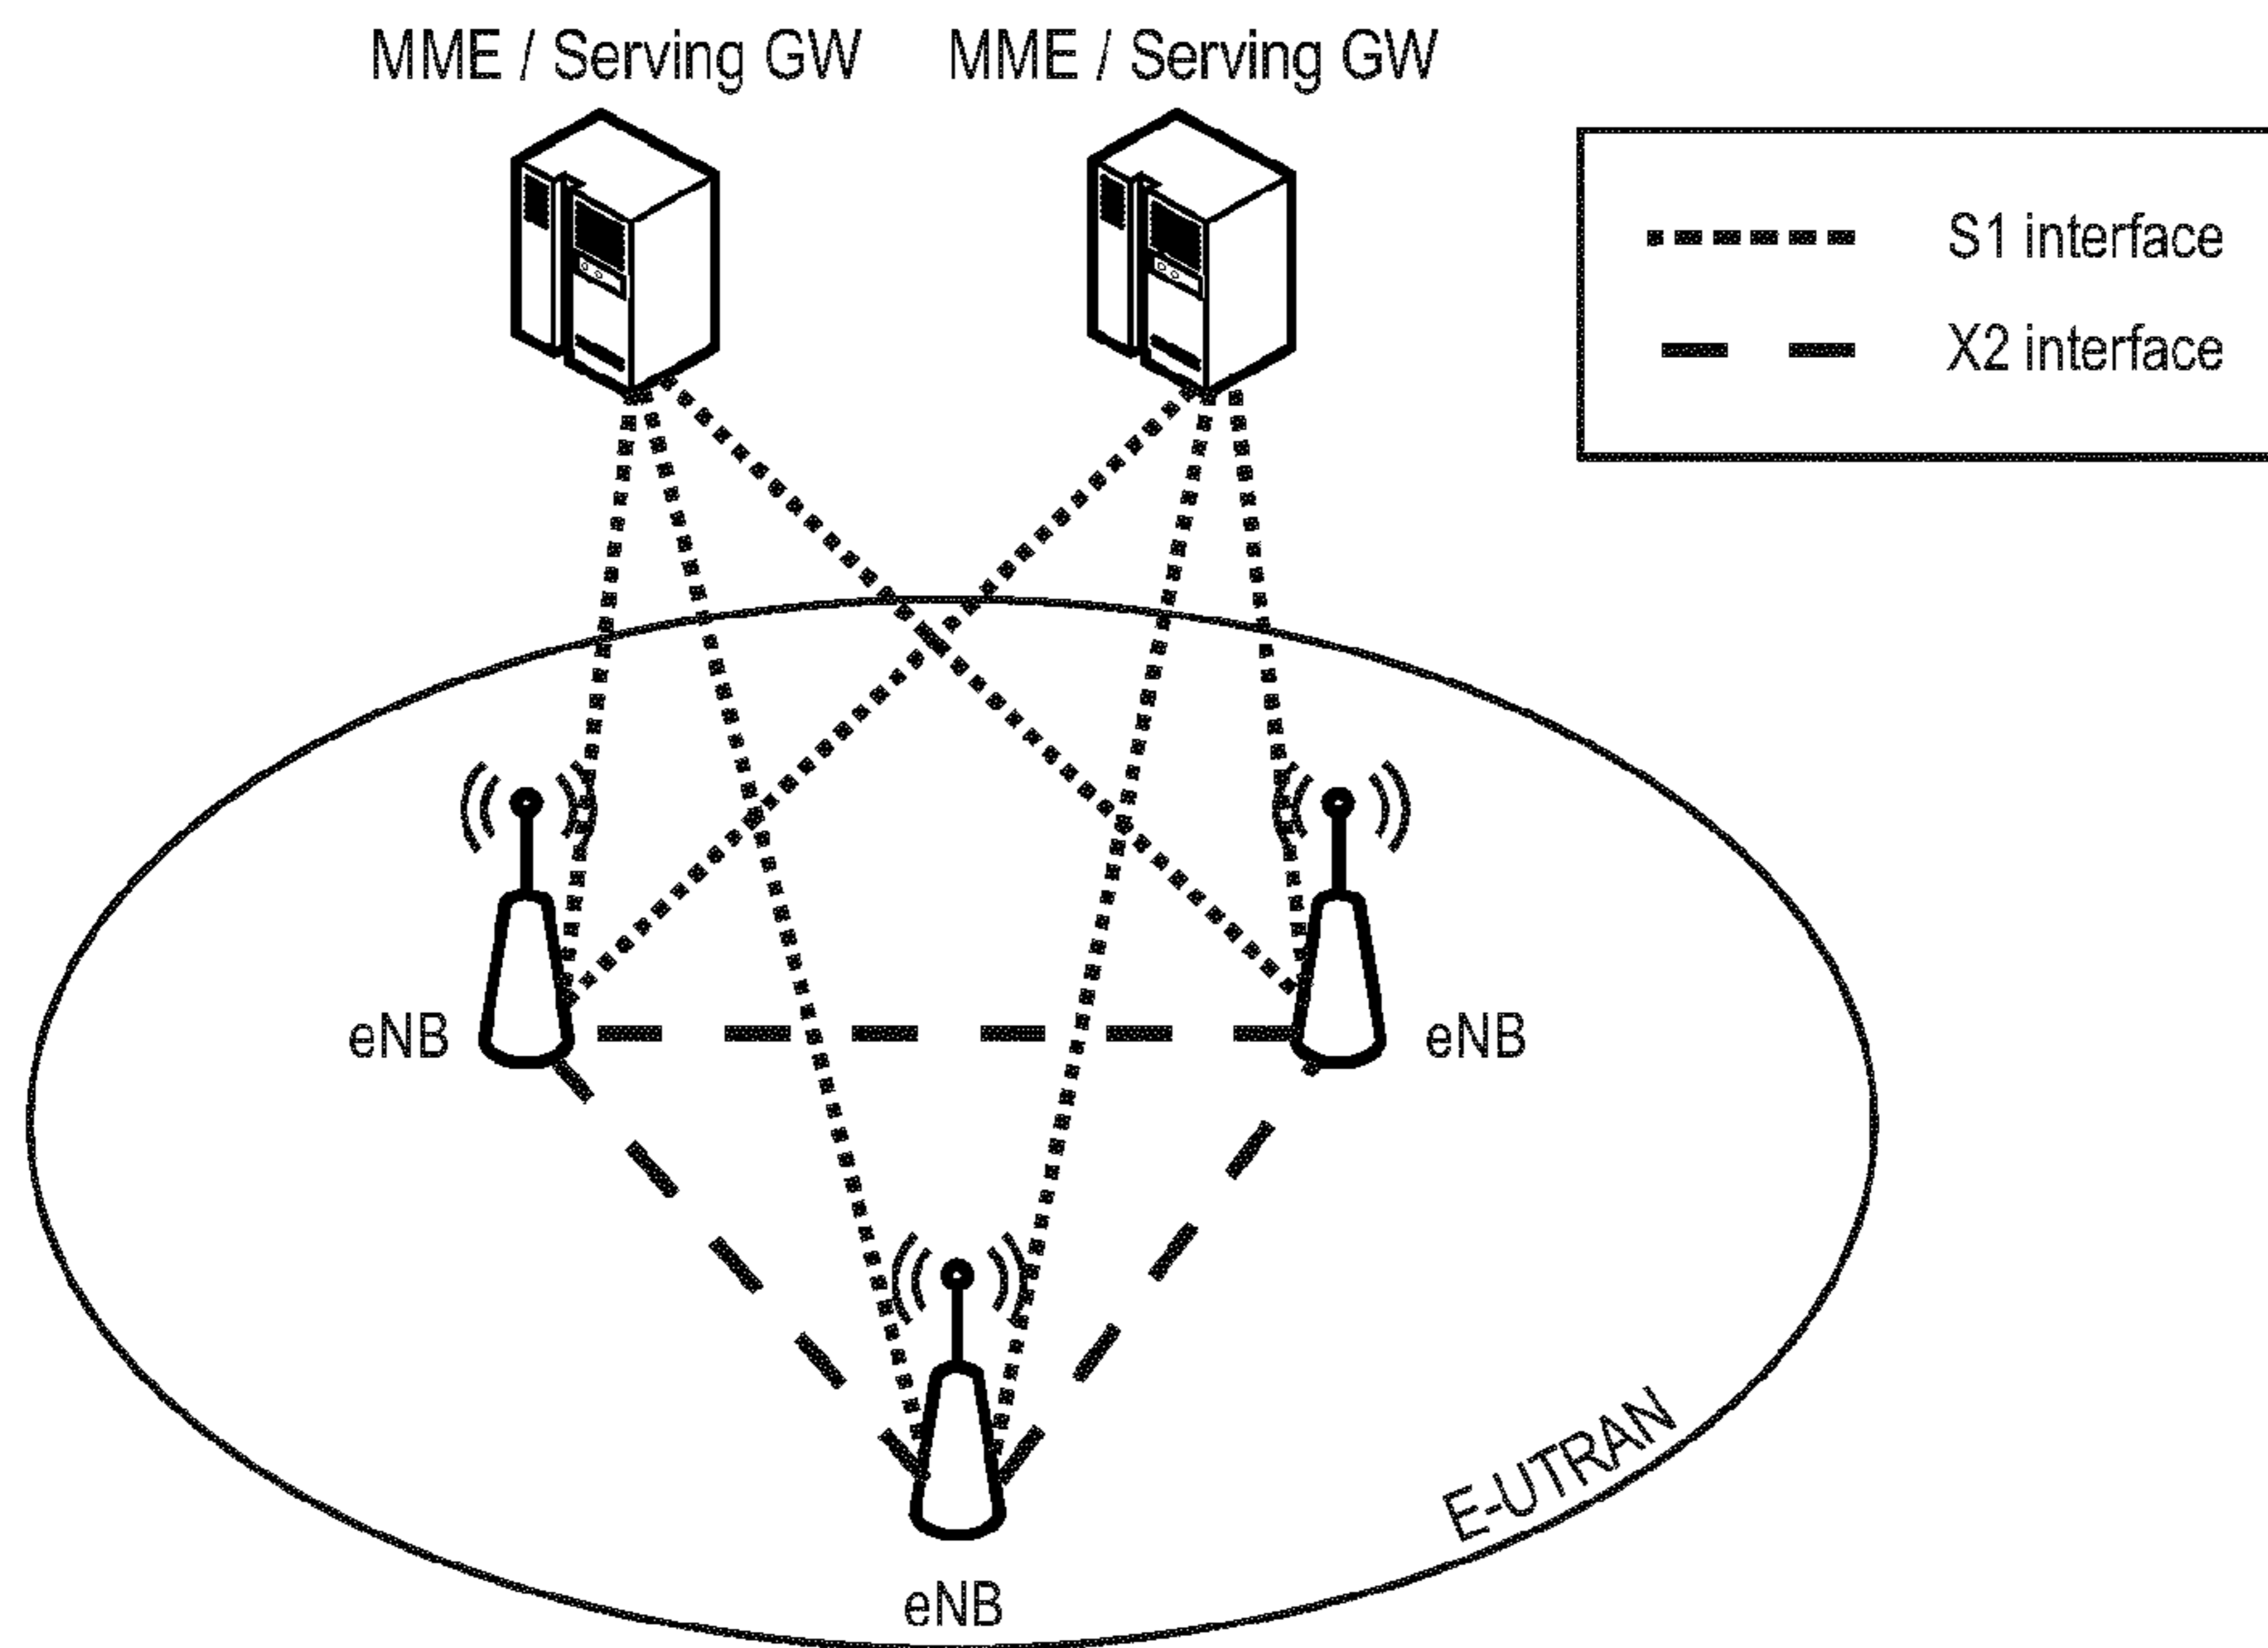 MME / Serving GW
MME / Serving GW
S1 interface
X2 interface
eNB
eNB
E-UTRAN
eNB